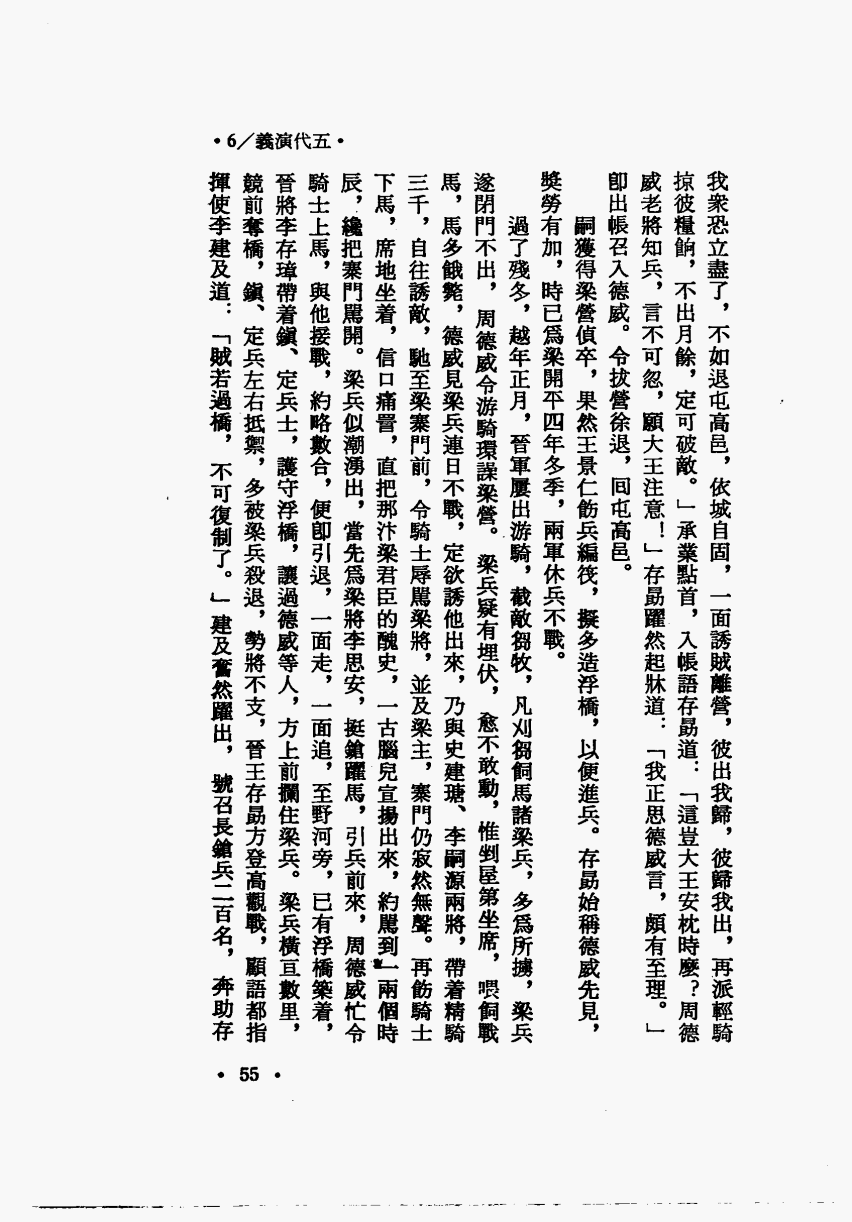 •6／義演代五•
我衆恐立盡了，不如退屯高邑，依城自固，一面誘賊離營，彼出我歸，彼歸我出，再派輕騎
掠彼糧餉，不出月餘，定可破敵。」承業點首，入帳語存勗道：「這豈大王安枕時麼？周德
威老將知兵，言不可忽，願大王注意！」存勗躍然起牀道：「我正思德威言，頗有至理。」
卽出帳召入德威。令拔營徐退，囘屯高邑。
嗣獲得梁營偵卒，果然王景仁飭兵編筏，擬多造浮橋，以便進兵。存勗始稱德威先見，
獎勞有加，時已爲梁開平四年冬季，兩軍休兵不戰。
過了殘冬，越年正月，晉軍屢出游騎，截敵芻牧，凡刈芻飼馬諸梁兵，多爲所擄，梁兵
遂閉門不出，周德威令游騎環譟梁營。梁兵疑有埋伏，愈不敢動，惟剉屋第坐席，喂飼戰
馬，馬多餓斃，德威見梁兵連日不戰，定欲誘他出來，乃與史建瑭、李嗣源兩將，帶着精騎
三千，自往誘敵，馳至梁寨門前，令騎士辱罵梁將，並及梁主，寨門仍寂然無聲。再飭騎士
下馬，席地坐着，信口痛詈，直把那汴梁君臣的醜史，一古腦兒宣揚出來，約罵到一兩個時
辰，纔把寨門罵開。梁兵似潮湧出，當先爲梁將李思安，挺鎗躍馬，引兵前來，周德威忙令
騎士上馬，與他接戰，約略數合，便卽引退，一面走，一面追，至野河旁，已有浮橋築着，
晉將李存璋帶着鎭、定兵士，護守浮橋，讓過德威等人，方上前攔住梁兵。梁兵橫亘數里，
競前奪橋，鎭、定兵左右抵禦，多被梁兵殺退，勢將不支，晉王存勗方登高觀戰，顧語都指
揮使李建及道：「賊若過橋，不可復制了。」建及奮然躍出，號召長鎗兵二百名，奔助存
• 55 •